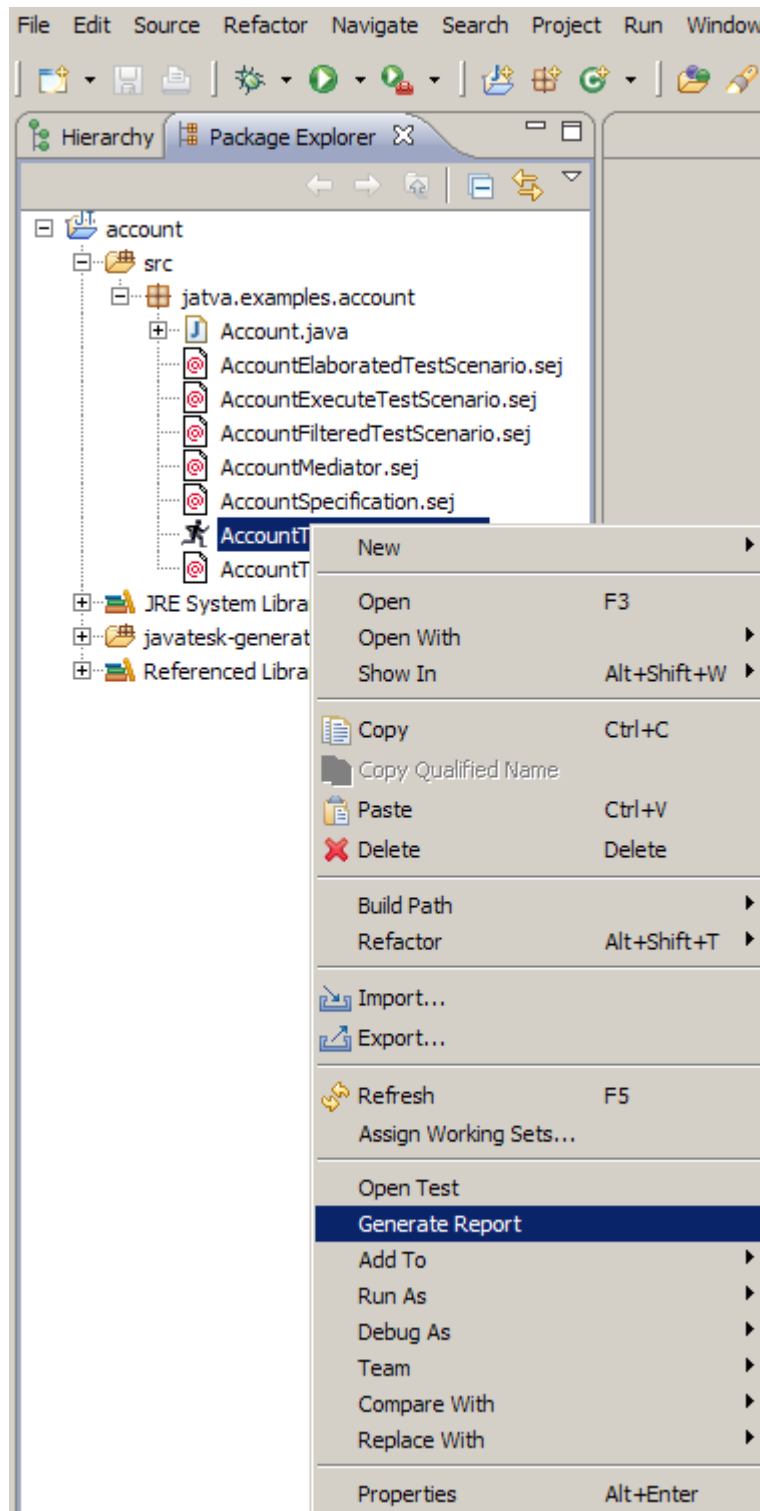 File Edit Source Refactor Navigate Search Project Run Window
Hierarchy Package Explorer
account
src
jatva.examples.account
Account.java
AccountElaboratedTestScenario.sej
AccountExecuteTestScenario.sej
AccountFilteredTestScenario.sej
AccountMediator.sej
AccountSpecification.sej
AccountT
AccountT
JRE System Libra
javatesk-generat
Referenced Libra
New
Open F3
Open With
Show In Alt+Shift+W
Copy Ctrl+C
Copy Qualified Name
Paste Ctrl+V
Delete Delete
Build Path
Refactor Alt+Shift+T
Import...
Export...
Refresh F5
Assign Working Sets...
Open Test
Generate Report
Add To
Run As
Debug As
Team
Compare With
Replace With
Properties Alt+Enter